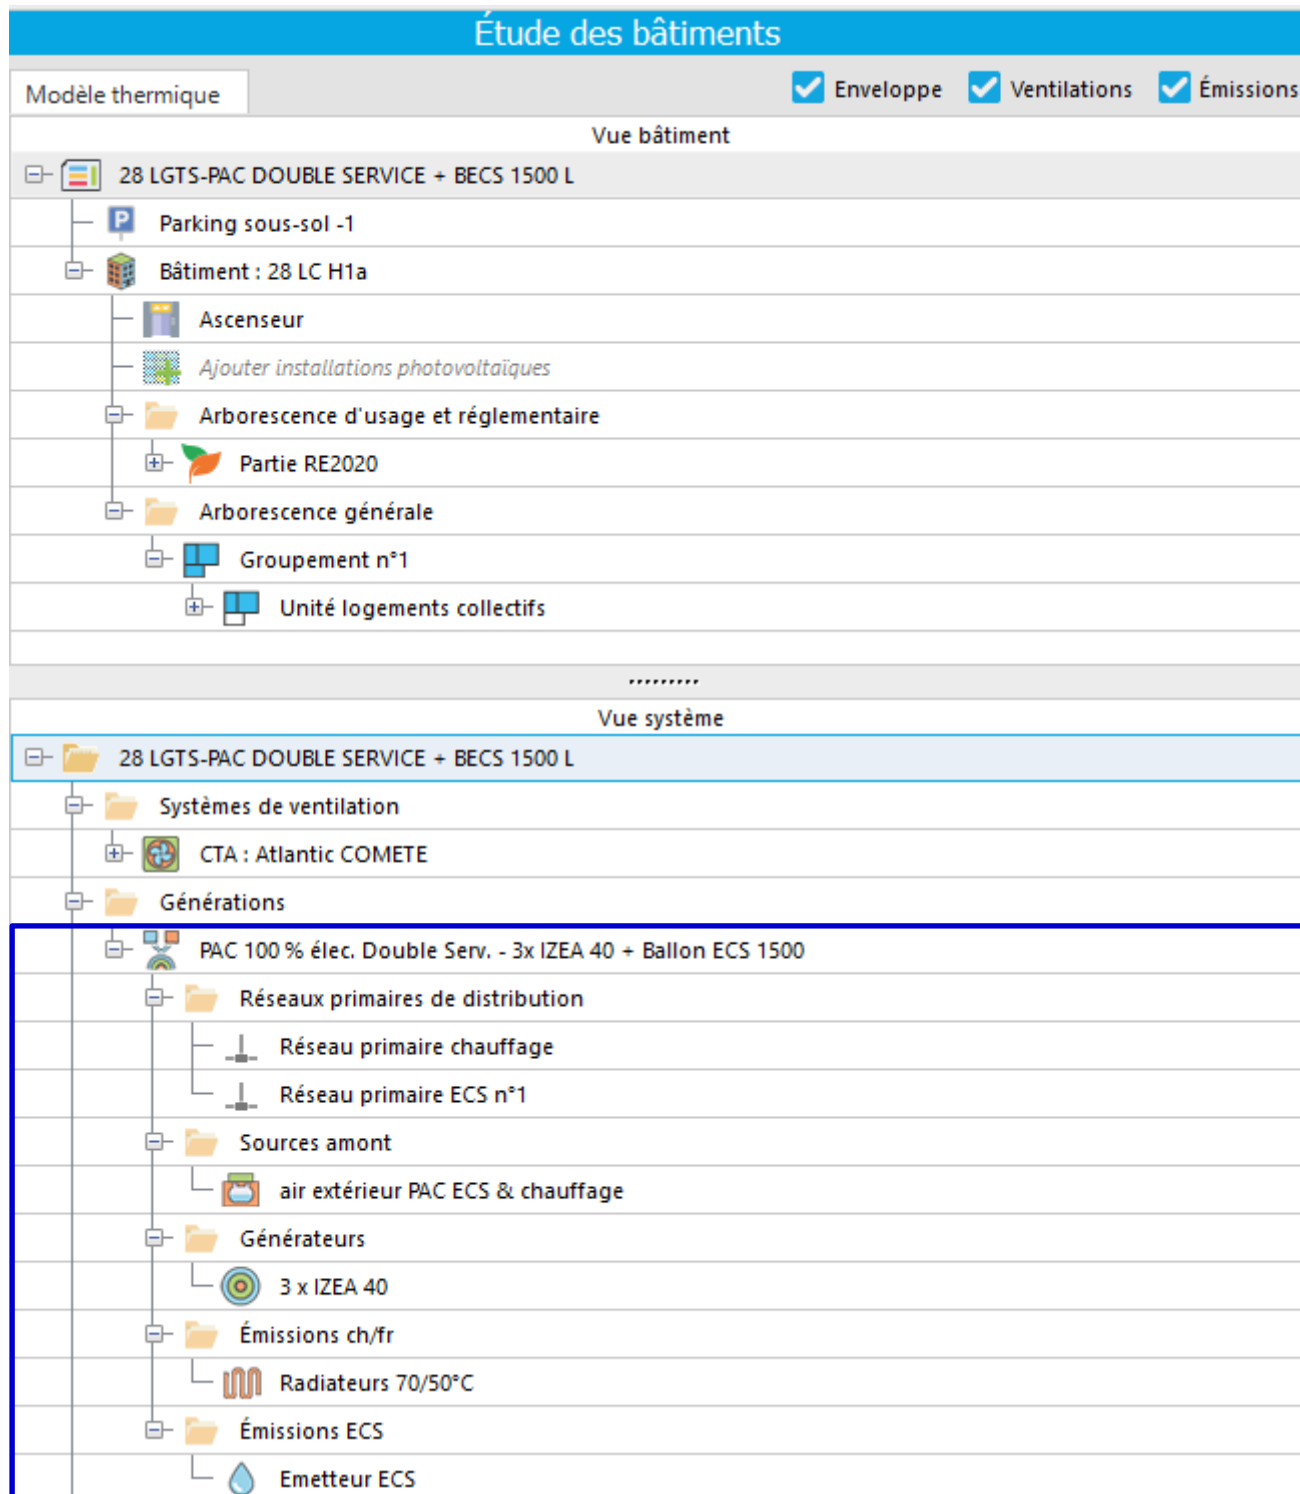 Étude des bâtiments
Modèle thermique
Enveloppe
Ventilations
Émissions
Vue bâtiment
28 LGTS-PAC DOUBLE SERVICE + BECS 1500 L
P
Parking sous-sol -1
Bâtiment : 28 LC H1a
Ascenseur
Ajouter installations photovoltaïques
Arborescence d'usage et réglementaire
Partie RE2020
Arborescence générale
Groupement n°1
Unité logements collectifs
Vue système
28 LGTS-PAC DOUBLE SERVICE + BECS 1500 L
Systèmes de ventilation
CTA : Atlantic COMETE
Générations
PAC 100 % élec. Double Serv. - 3x IZEA 40 + Ballon ECS 1500
Réseaux primaires de distribution
Réseau primaire chauffage
Réseau primaire ECS n°1
Sources amont
air extérieur PAC ECS & chauffage
Générateurs
3 x IZEA 40
Émissions ch/fr
Radiateurs 70/50°C
Émissions ECS
Emetteur ECS